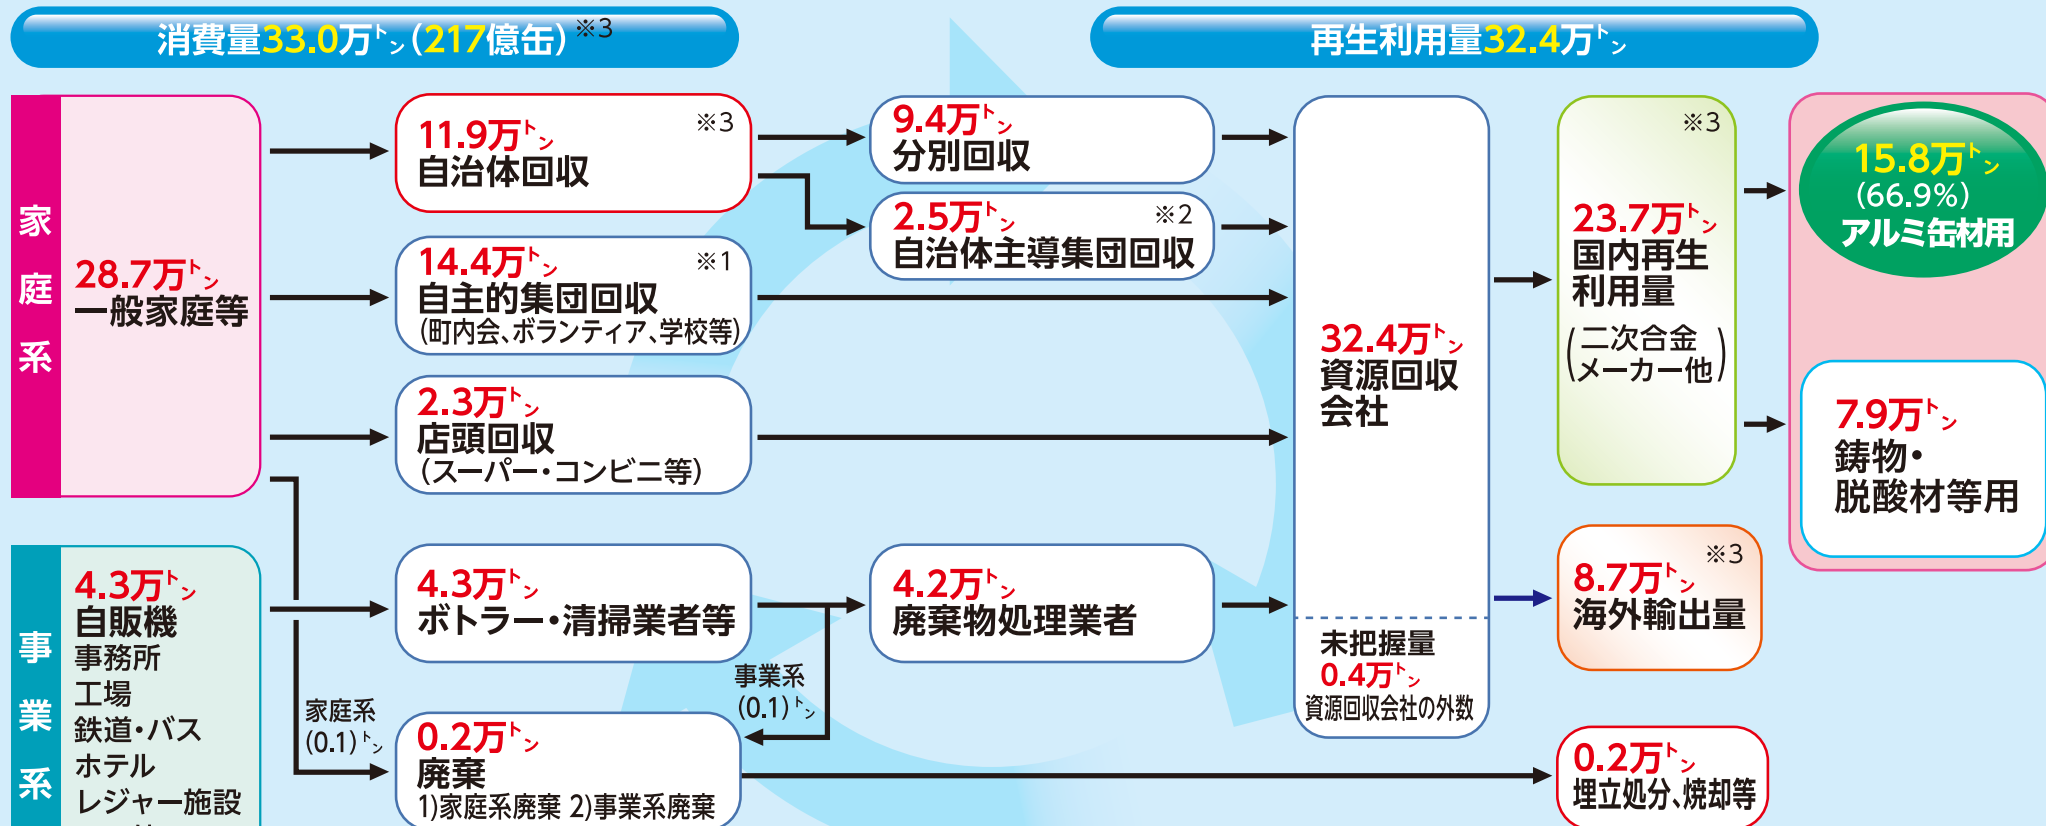 消費量33.0万トン(217億缶)※3
再生利用量32.4万トン
家庭系
28.7万トン
一般家庭等
11.9万トン ※3
自治体回収
14.4万トン ※1
自主的集団回収
(町内会、ボランティア、学校等)
2.3万トン
店頭回収
(スーパー・コンビニ等)
9.4万トン
分別回収
2.5万トン ※2
自治体主導集団回収
32.4万トン
資源回収
会社
未把握量
0.4万トン
資源回収会社の外数
※3
23.7万トン
国内再生
利用量
(二次合金
メーカー他)
15.8万トン
(66.9%)
アルミ缶材用
7.9万トン
鋳物・
脱酸材等用
※3
8.7万トン
海外輸出量
事業系
4.3万トン
自販機
事務所
工場
鉄道・バス
ホテル
レジャー施設
4.3万トン
ボトラー・清掃業者等
4.2万トン
廃棄物処理業者
家庭系
(0.1)トン
事業系
(0.1)トン
0.2万トン
廃棄
1)家庭系廃棄 2)事業系廃棄
0.2万トン
埋立処分、焼却等